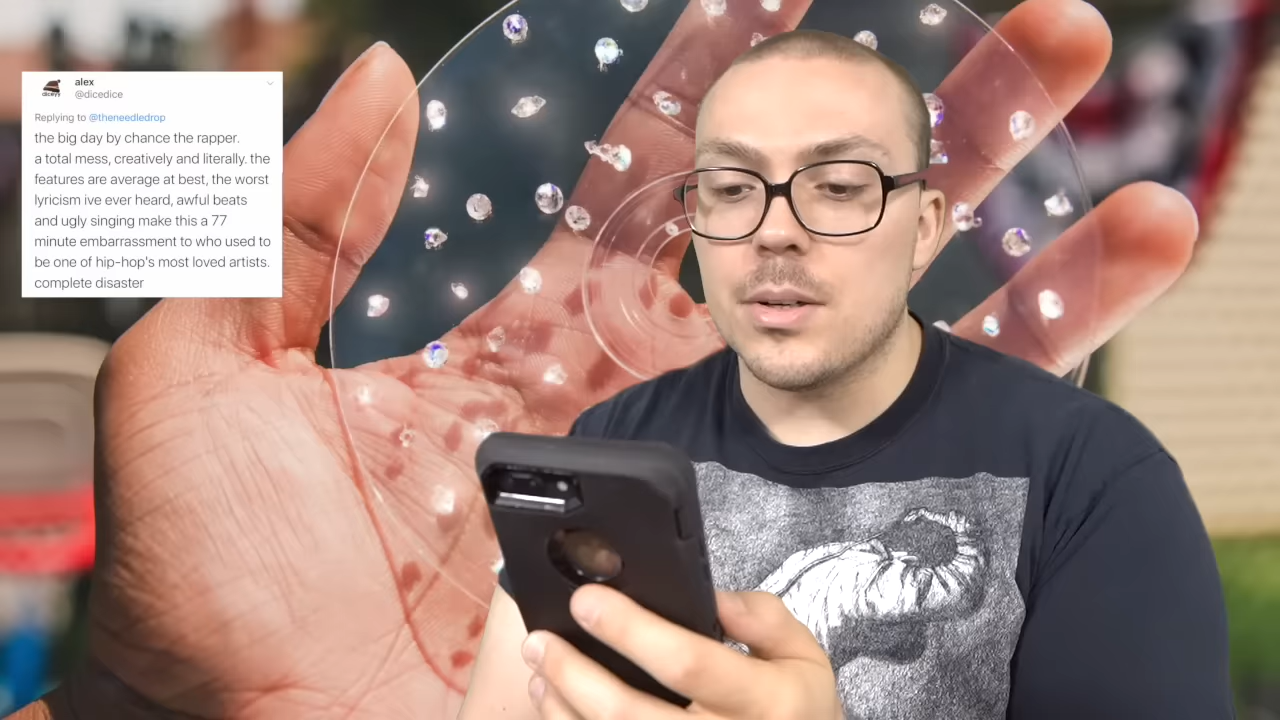 alex
@dicedice
Replying to @theneedledrop
the big day by chance the rapper.
a total mess, creatively and literally. the
features are average at best, the worst
lyricism ive ever heard, awful beats
and ugly singing make this a 77
minute embarrassment to who used to
be one of hip-hop's most loved artists.
complete disaster